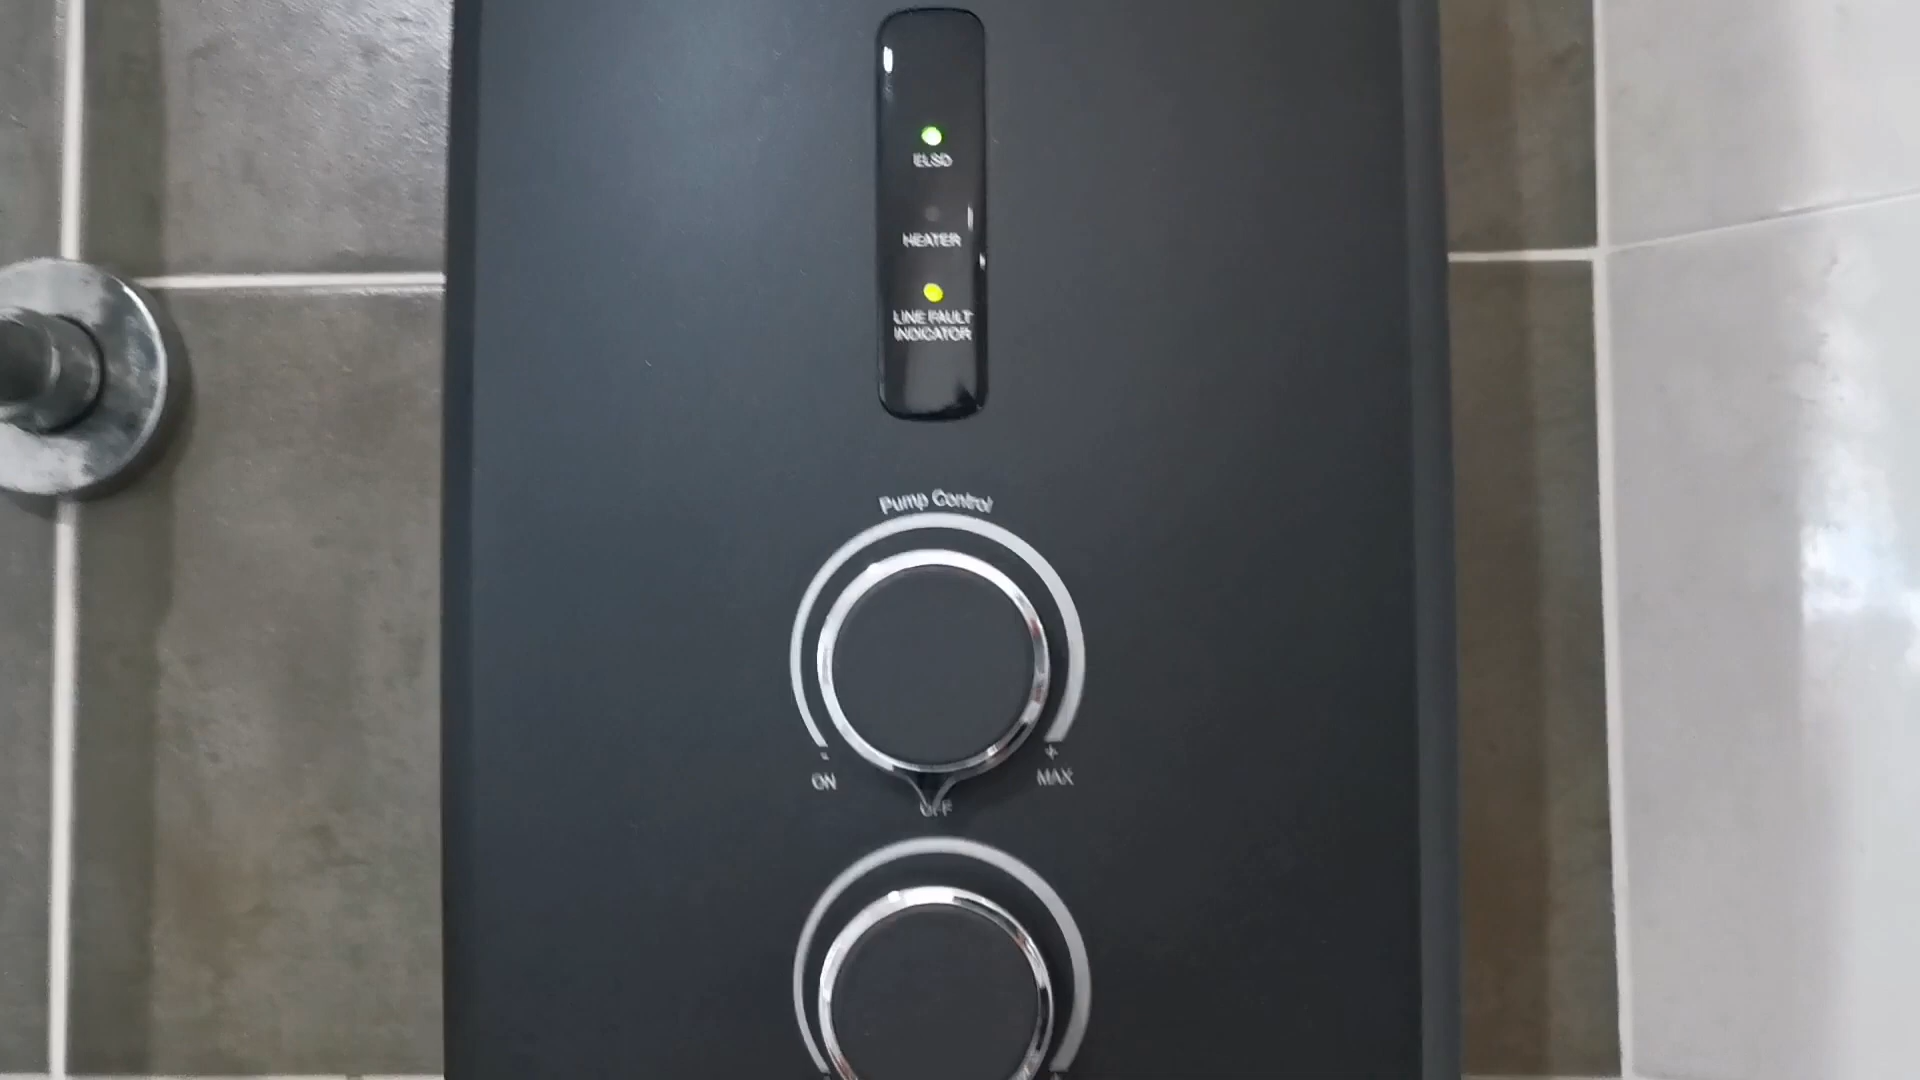 ELSD
HEATER
LINE FAULT
INDICATOR
Pump Control
- +
ON MAX
OFF
- +